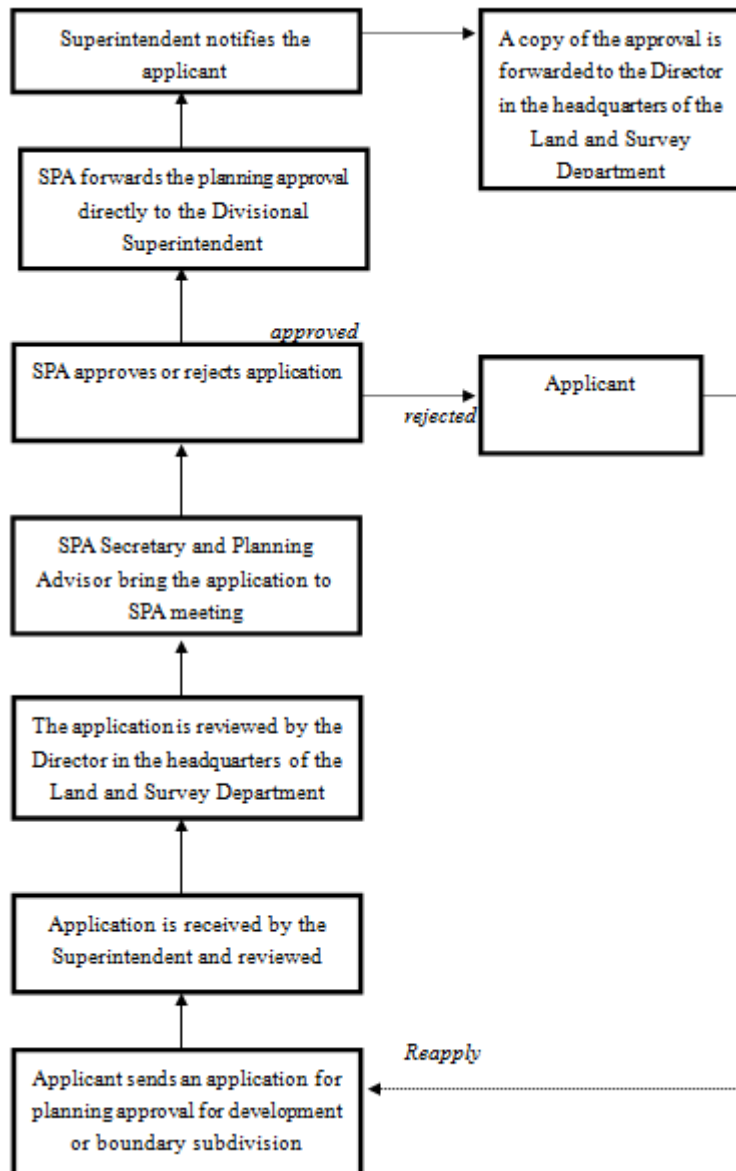 Superintendent notifies the
applicant
A copy of the approval is
forwarded to the Director
in the headquarters of the
Land and Survey
Department
SPA forwards the planning approval
directly to the Divisional
Superintendent
approved
SPA approves or rejects application
rejected
Applicant
SPA Secretary and Planning
Advisor bring the application to
SPA meeting
The application is reviewed by the
Director in the headquarters of the
Land and Survey Department
Application is received by the
Superintendent and reviewed
Reapply
Applicant sends an application for
planning approval for development
or boundary subdivision